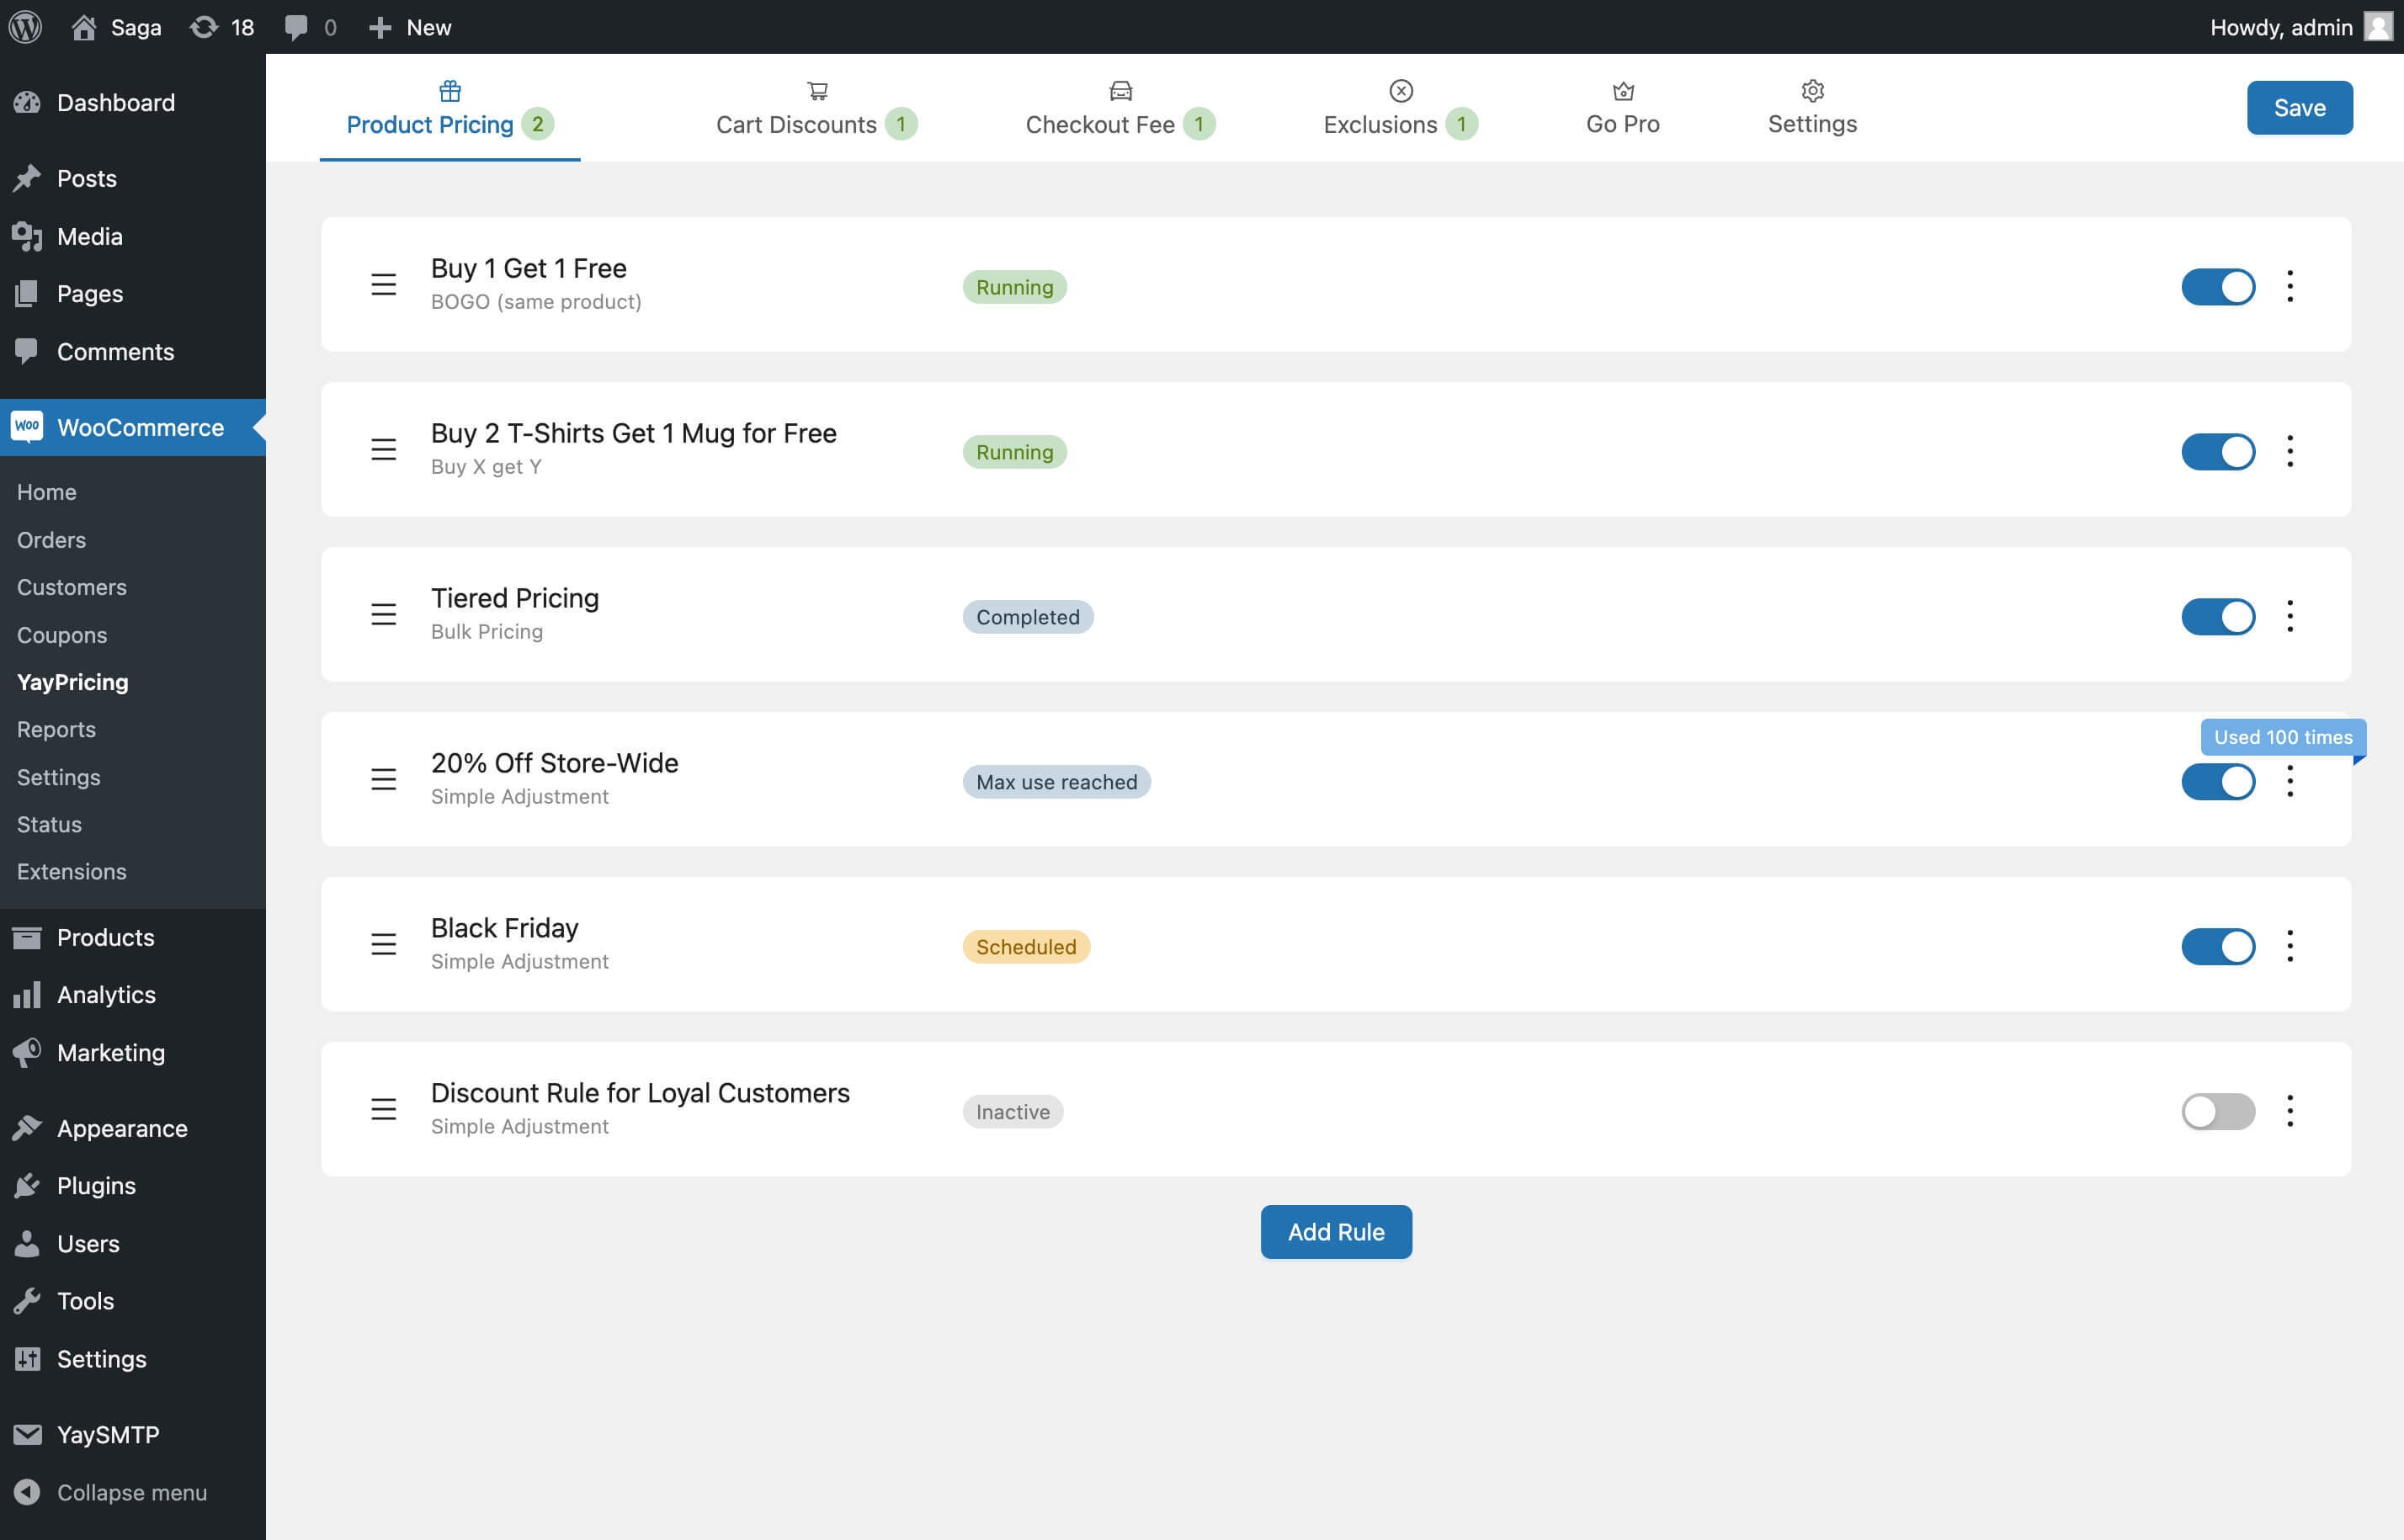 Saga 18 0 New Howdy, admin
Dashboard
Posts
Media
Pages
Comments
Woo WooCommerce
Home
Orders
Customers
Coupons
YayPricing
Reports
Settings
Status
Extensions
Products
Analytics
Marketing
Appearance
Plugins
Users
Tools
Settings
YaySMTP
Collapse menu
Product Pricing 2 Cart Discounts 1 Checkout Fee 1 Exclusions 1 Go Pro Settings Save
Buy 1 Get 1 Free
BOGO (same product)
Running
Buy 2 T-Shirts Get 1 Mug for Free
Buy X get Y
Running
Tiered Pricing
Bulk Pricing
Completed
20% Off Store-Wide
Simple Adjustment
Max use reached
Used 100 times
Black Friday
Simple Adjustment
Scheduled
Discount Rule for Loyal Customers
Simple Adjustment
Inactive
Add Rule